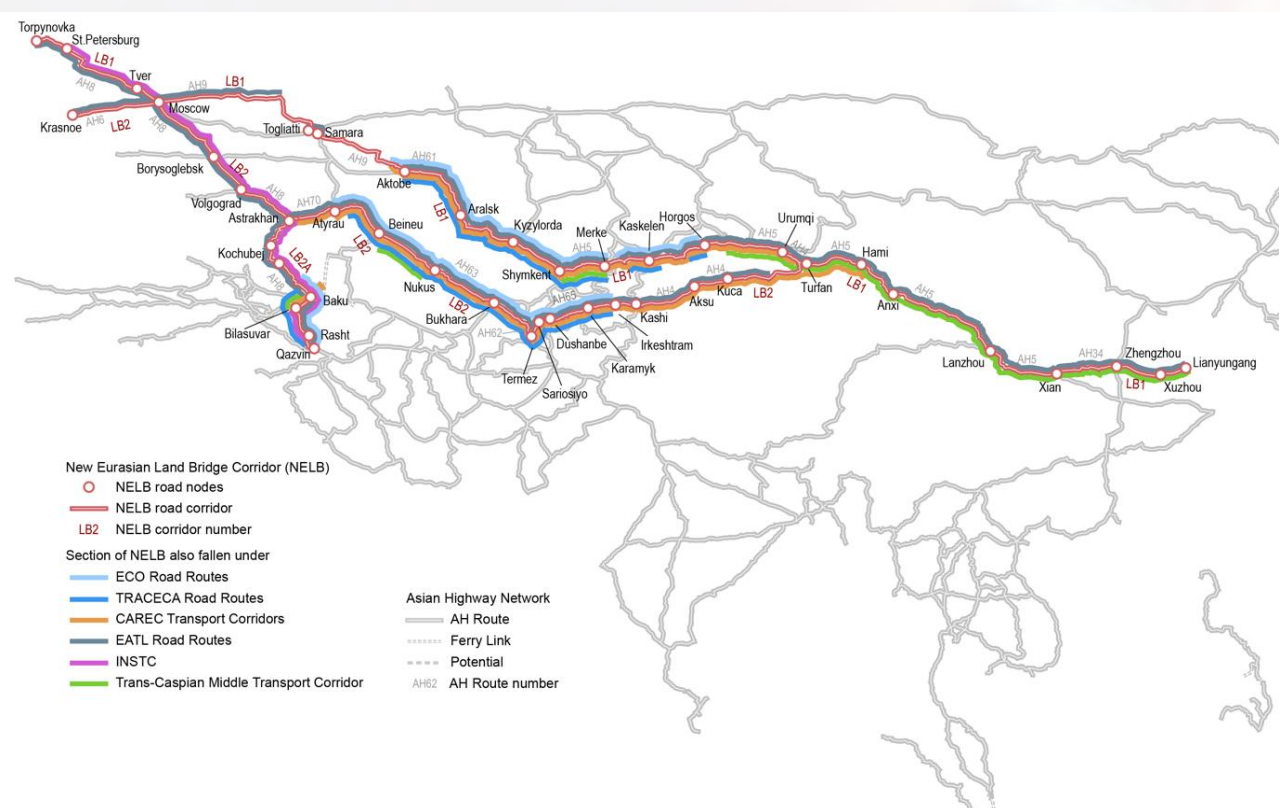 Torpynovka
St.Petersburg
LB1
Tver
AH8
AH9
LB1
Moscow
Krasnoe
AH6
LB2
AH8
Togliatti
Samara
AH9
AH61
Aktobe
Borysoglebsk
LB2
AH8
Volgograd
Astrakhan
AH70
Atyrau
Aralsk
LB1
Beineu
LB2
Kyzylorda
Merke
Kaskelen
Horgos
Urumqi
AH5
AH5
AH4
AH5
Hami
Kochubej
LB2A
AH8
AH63
Nukus
Shymkent
LB1
AH4
Kuca
LB2
Turfan
LB1
Anxi
AH5
Baku
Bilasuvar
Rasht
Qazvin
LB2
Bukhara
AH65
AH62
AH4
Aksu
Kashi
Irkeshtram
Dushanbe
Karamyk
Termez
Sariosiyo
Lanzhou
AH5
Xian
AH34
Zhengzhou
Lianyungang
LB1
Xuzhou
New Eurasian Land Bridge Corridor (NELB)
NELB road nodes
NELB road corridor
LB2 NELB corridor number
Section of NELB also fallen under
ECO Road Routes
TRACECA Road Routes
CAREC Transport Corridors
EATL Road Routes
INSTC
Trans-Caspian Middle Transport Corridor
Asian Highway Network
AH Route
Ferry Link
Potential
AH62 AH Route number